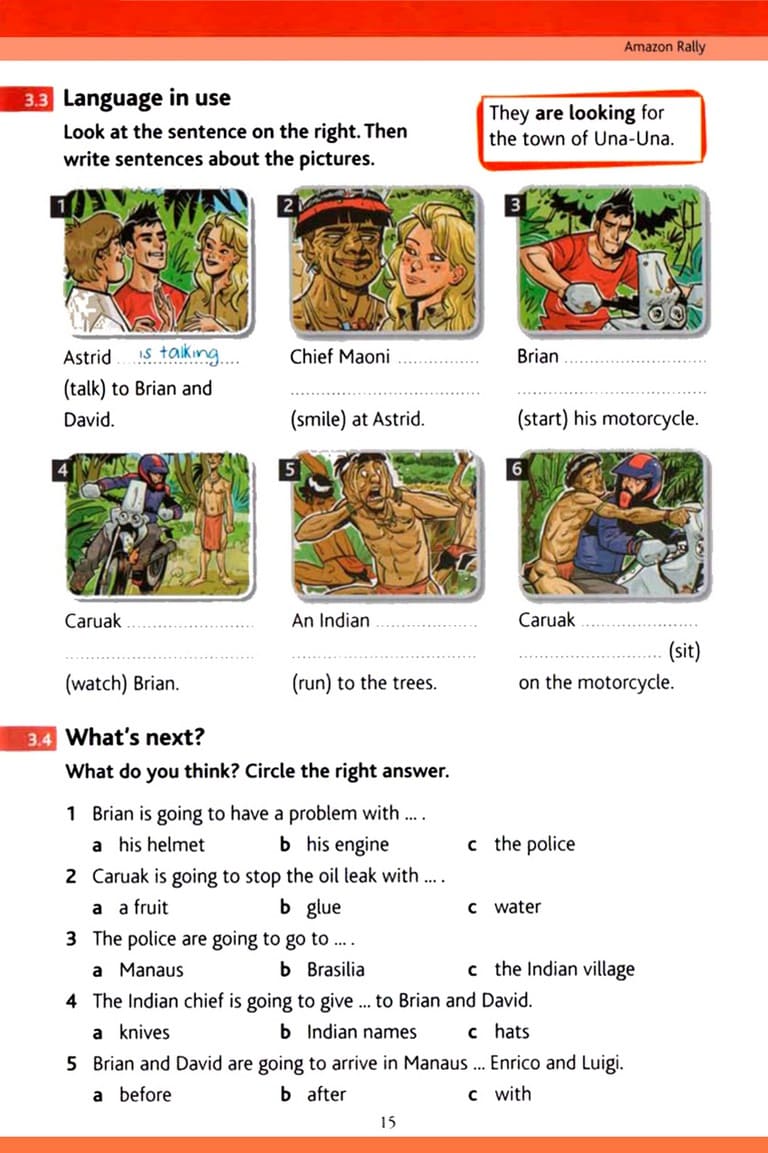 Amazon Rally
3.3 Language in use
Look at the sentence on the right. Then
write sentences about the pictures.
They are looking for
the town of Una-Una.
1
2
3
Astrid ... is talking ....
(talk) to Brian and
David.
Chief Maoni ....................
................................................
(smile) at Astrid.
Brian ....................................
................................................
(start) his motorcycle.
4
5
6
Caruak ................................
................................................
(watch) Brian.
An Indian .........................
................................................
(run) to the trees.
Caruak .............................
.................................... (sit)
on the motorcycle.
3.4 What's next?
What do you think? Circle the right answer.
1 Brian is going to have a problem with ... .
a his helmet b his engine c the police
2 Caruak is going to stop the oil leak with ... .
a a fruit b glue c water
3 The police are going to go to ... .
a Manaus b Brasilia c the Indian village
4 The Indian chief is going to give ... to Brian and David.
a knives b Indian names c hats
5 Brian and David are going to arrive in Manaus ... Enrico and Luigi.
a before b after c with
15